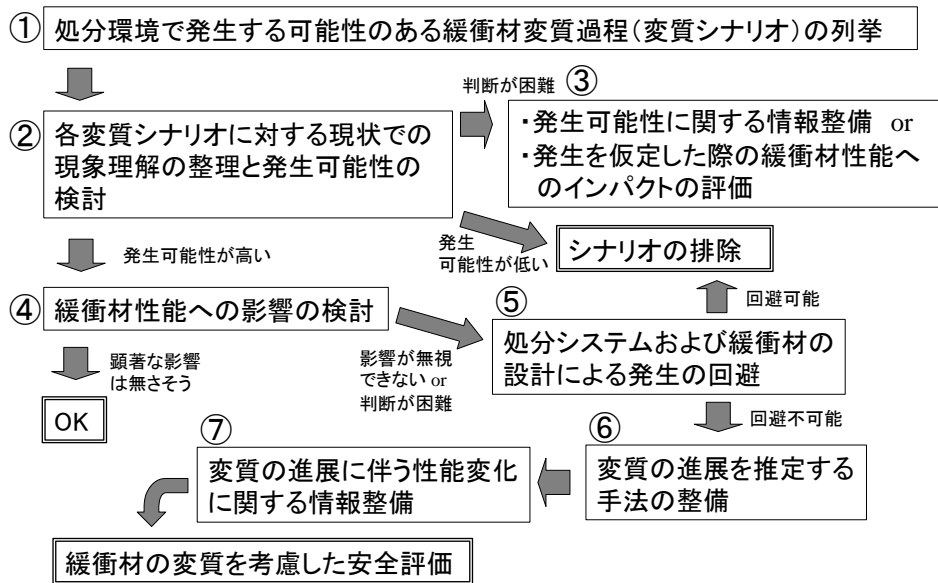 ①
処分環境で発生する可能性のある緩衝材変質過程(変質シナリオ)の列挙
判断が困難
③
②
各変質シナリオに対する現状での
現象理解の整理と発生可能性の
検討
・発生可能性に関する情報整備 or
・発生を仮定した際の緩衝材性能へ
のインパクトの評価
発生可能性が高い
発生
可能性が低い
シナリオの排除
④
緩衝材性能への影響の検討
⑤
回避可能
処分システムおよび緩衝材の
設計による発生の回避
顕著な影響
は無さそう
影響が無視
できない or
判断が困難
OK
回避不可能
⑦
⑥
変質の進展に伴う性能変化
に関する情報整備
変質の進展を推定する
手法の整備
緩衝材の変質を考慮した安全評価